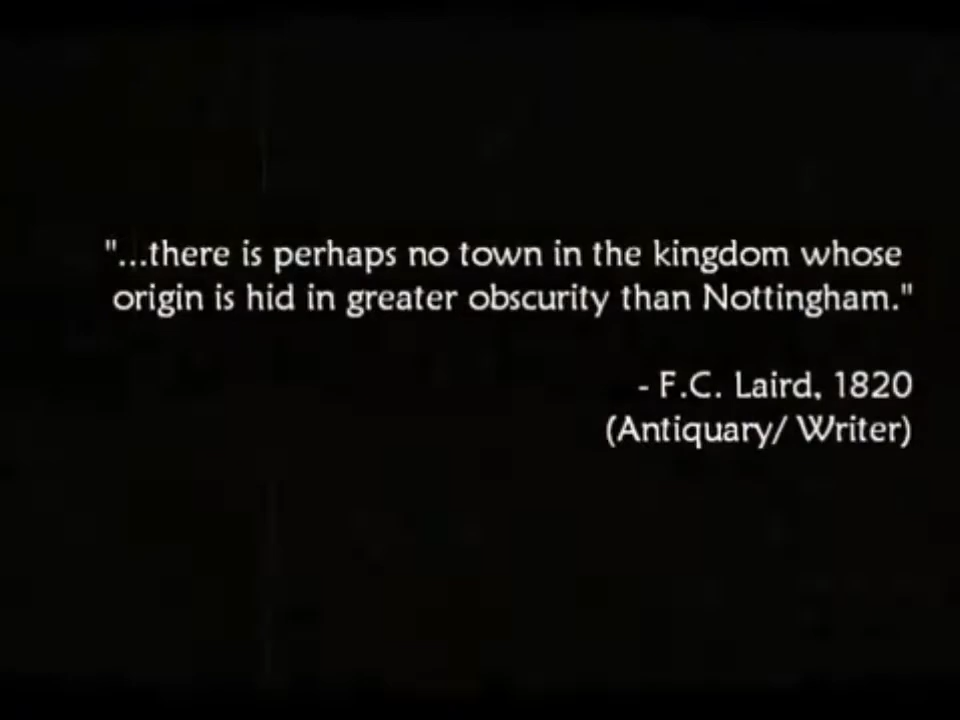 "...there is perhaps no town in the kingdom whose
origin is hid in greater obscurity than Nottingham."
- F.C. Laird, 1820
(Antiquary/ Writer)